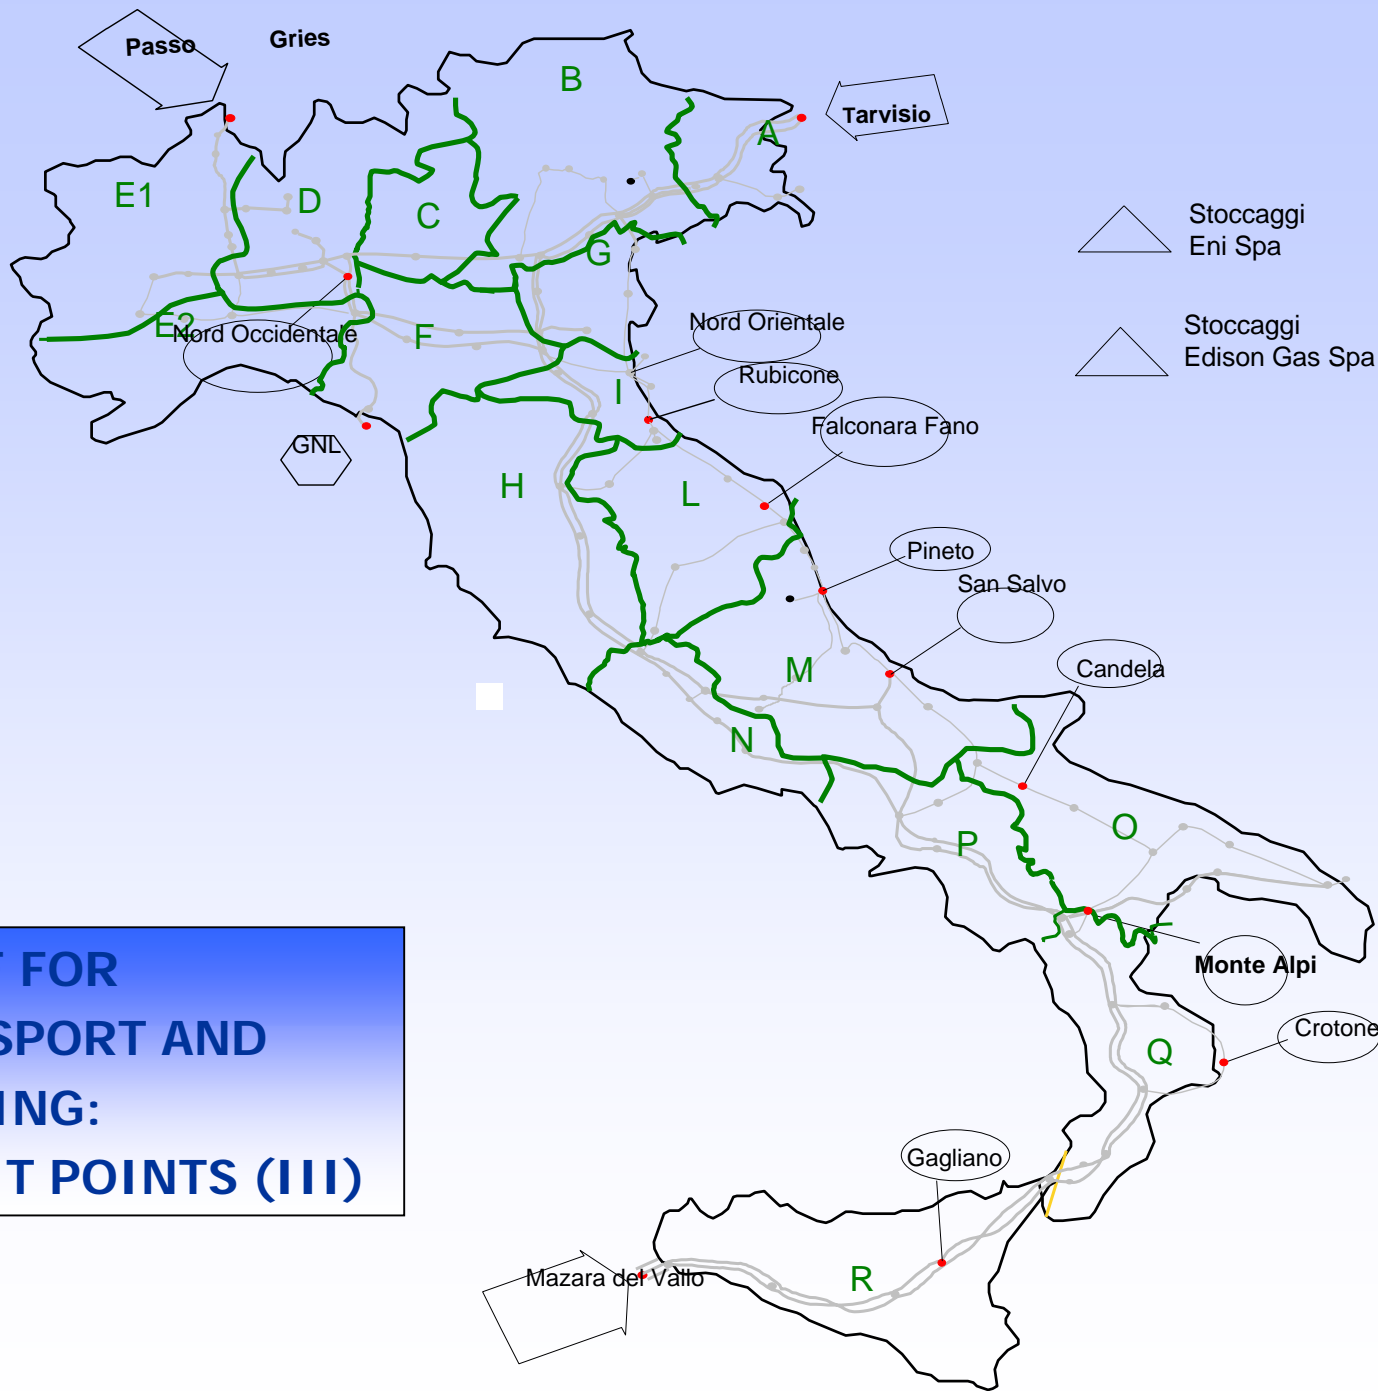 Passo Gries
Tarvisio
B
A
E1
D
C
G
E2
F
Nord Occidentale
Nord Orientale
Rubicone
I
Falconara Fano
GNL
H
L
Pineto
San Salvo
M
Candela
N
O
P
Monte Alpi
Q
Crotone
Gagliano
R
Mazara del Vallo
Stoccaggi
Eni Spa
Stoccaggi
Edison Gas Spa
FOR
SPORT AND
ING:
T POINTS (III)